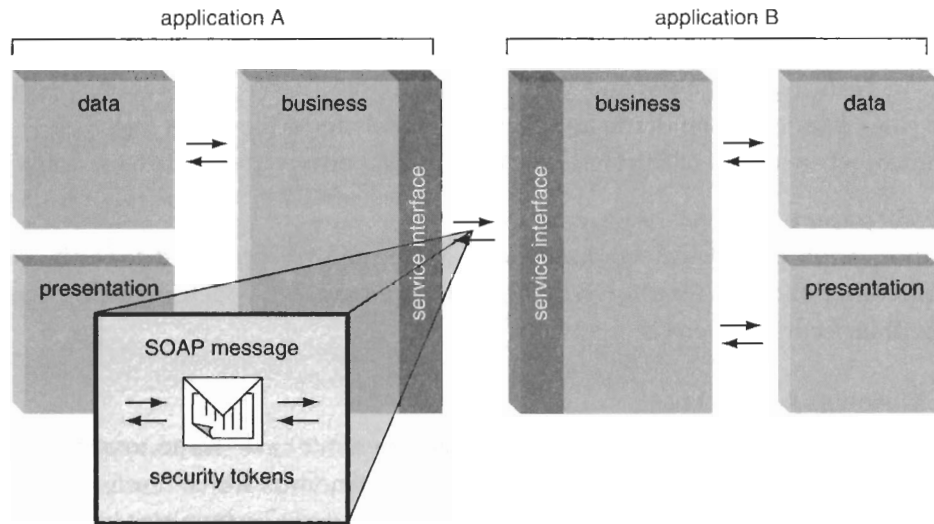 application A
application B
data
business
service interface
presentation
SOAP message
security tokens
service interface
business
data
presentation